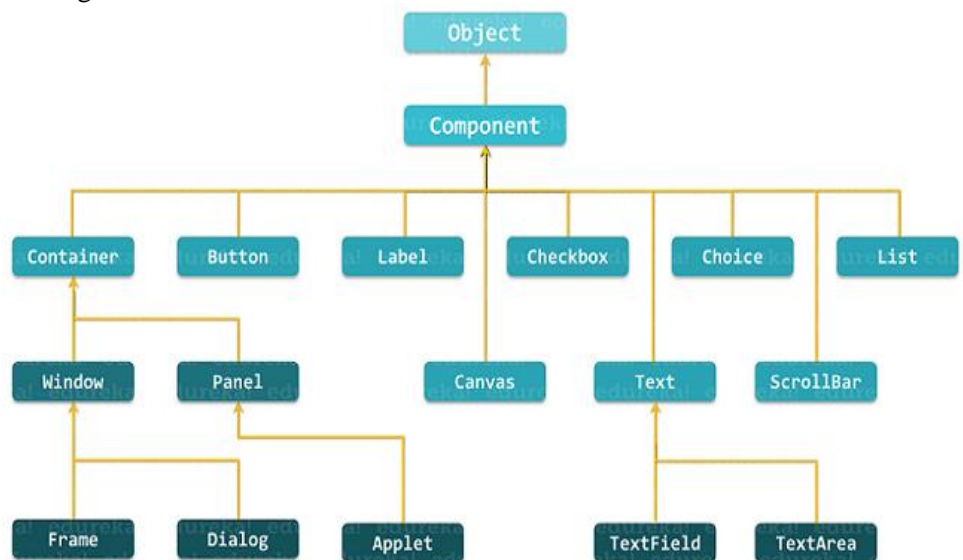 Object
Component
Container Button Label Checkbox Choice List
Window Panel Canvas Text ScrollBar
Frame Dialog Applet TextField TextArea